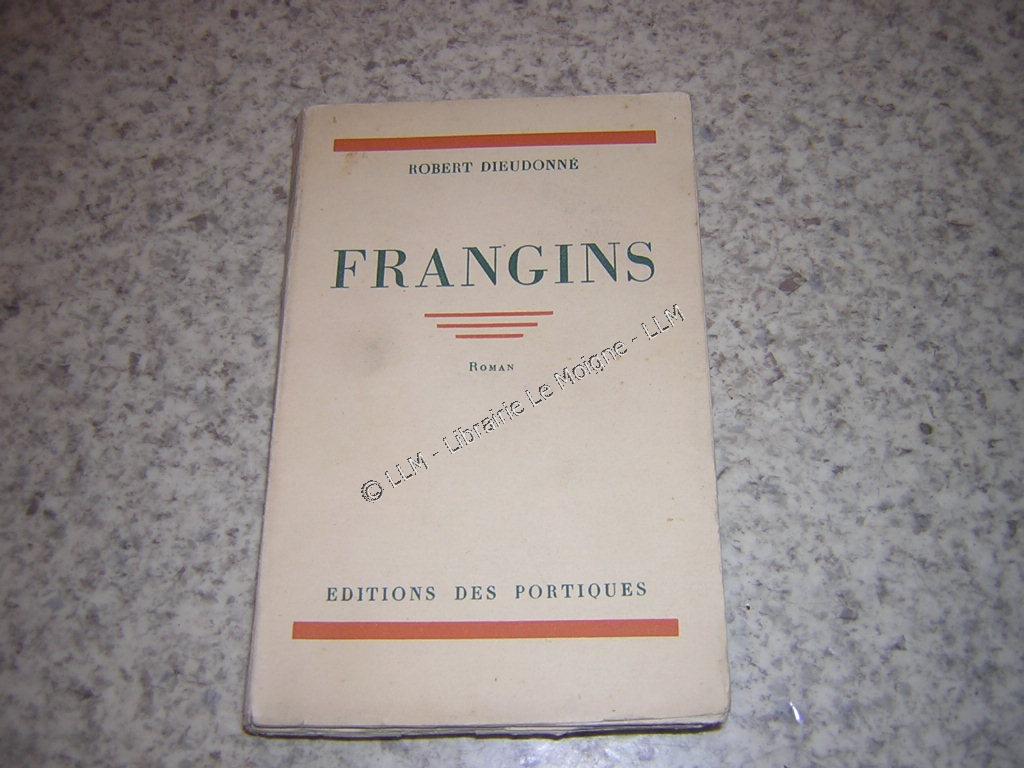 ROBERT DIEUDONNÉ
FRANGINS
ROMAN
© LLM - Librairie Le Moigne - LLM
EDITIONS DES PORTIQUES